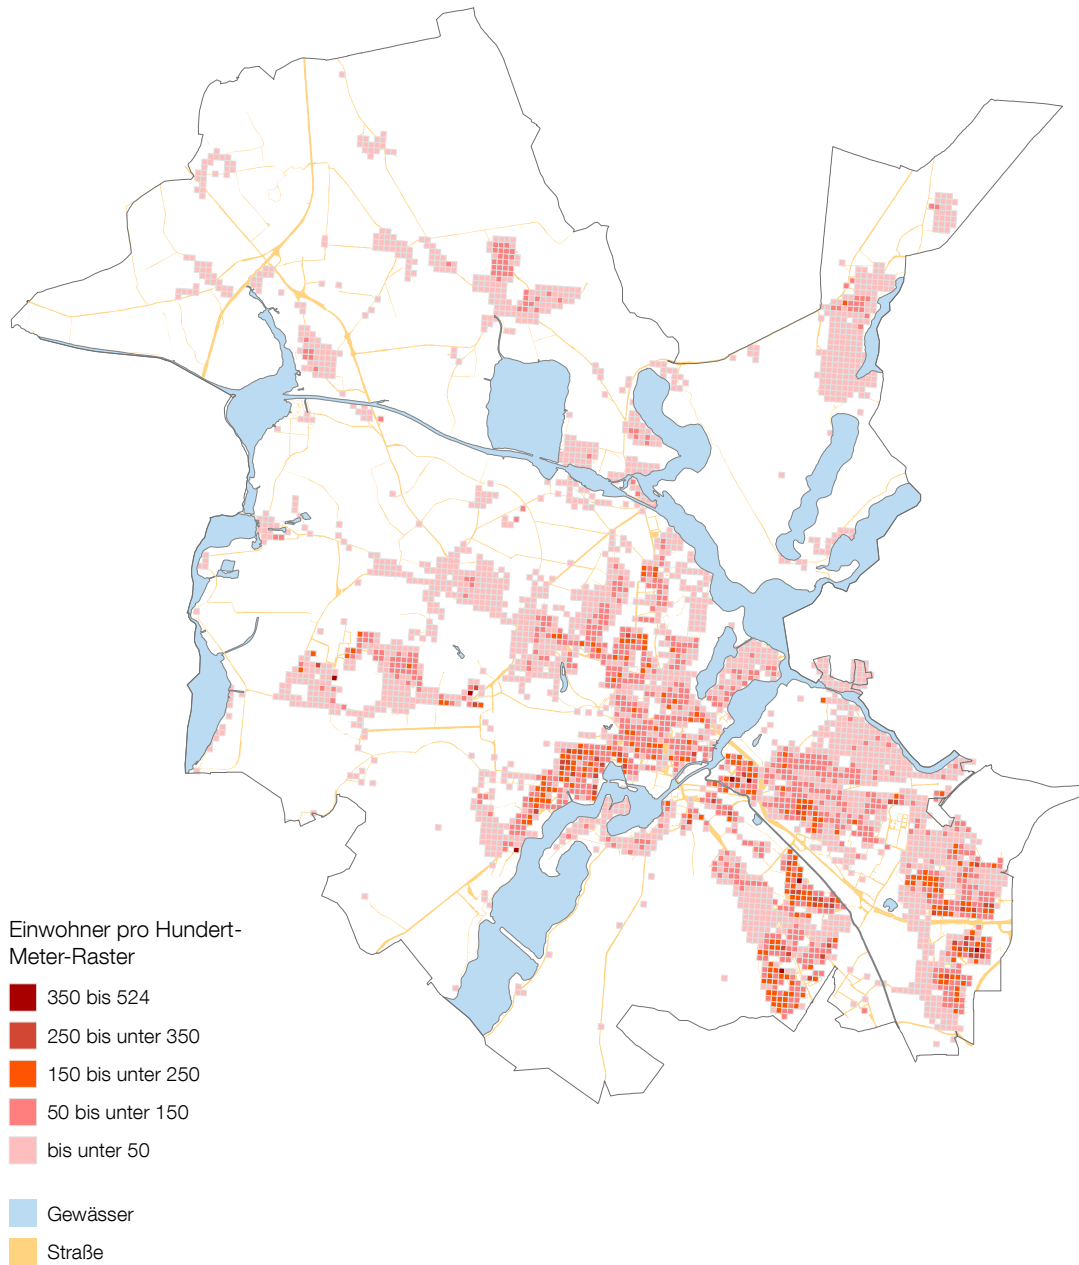 Einwohner pro Hundert-
Meter-Raster
350 bis 524
250 bis unter 350
150 bis unter 250
50 bis unter 150
bis unter 50
Gewässer
Straße